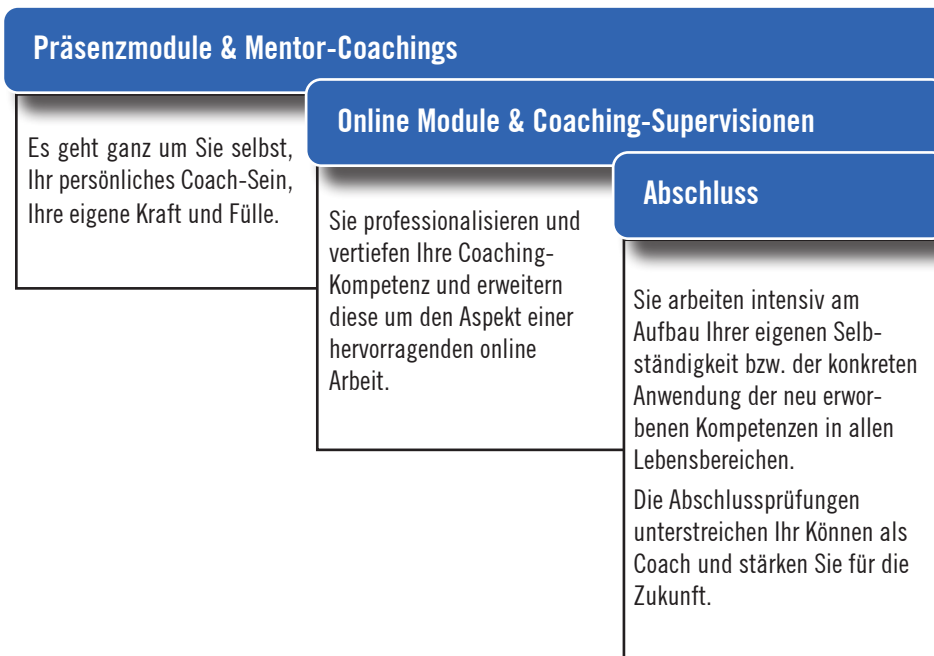 Präsenzmodule & Mentor-Coachings
Es geht ganz um Sie selbst,
Ihr persönliches Coach-Sein,
Ihre eigene Kraft und Fülle.
Online Module & Coaching-Supervisionen
Sie professionalisieren und
vertiefen Ihre Coaching-
Kompetenz und erweitern
diese um den Aspekt einer
hervorragenden online
Arbeit.
Abschluss
Sie arbeiten intensiv am
Aufbau Ihrer eigenen Selb-
ständigkeit bzw. der konkreten
Anwendung der neu erwor-
benen Kompetenzen in allen
Lebensbereichen.
Die Abschlussprüfungen
unterstreichen Ihr Können als
Coach und stärken Sie für die
Zukunft.